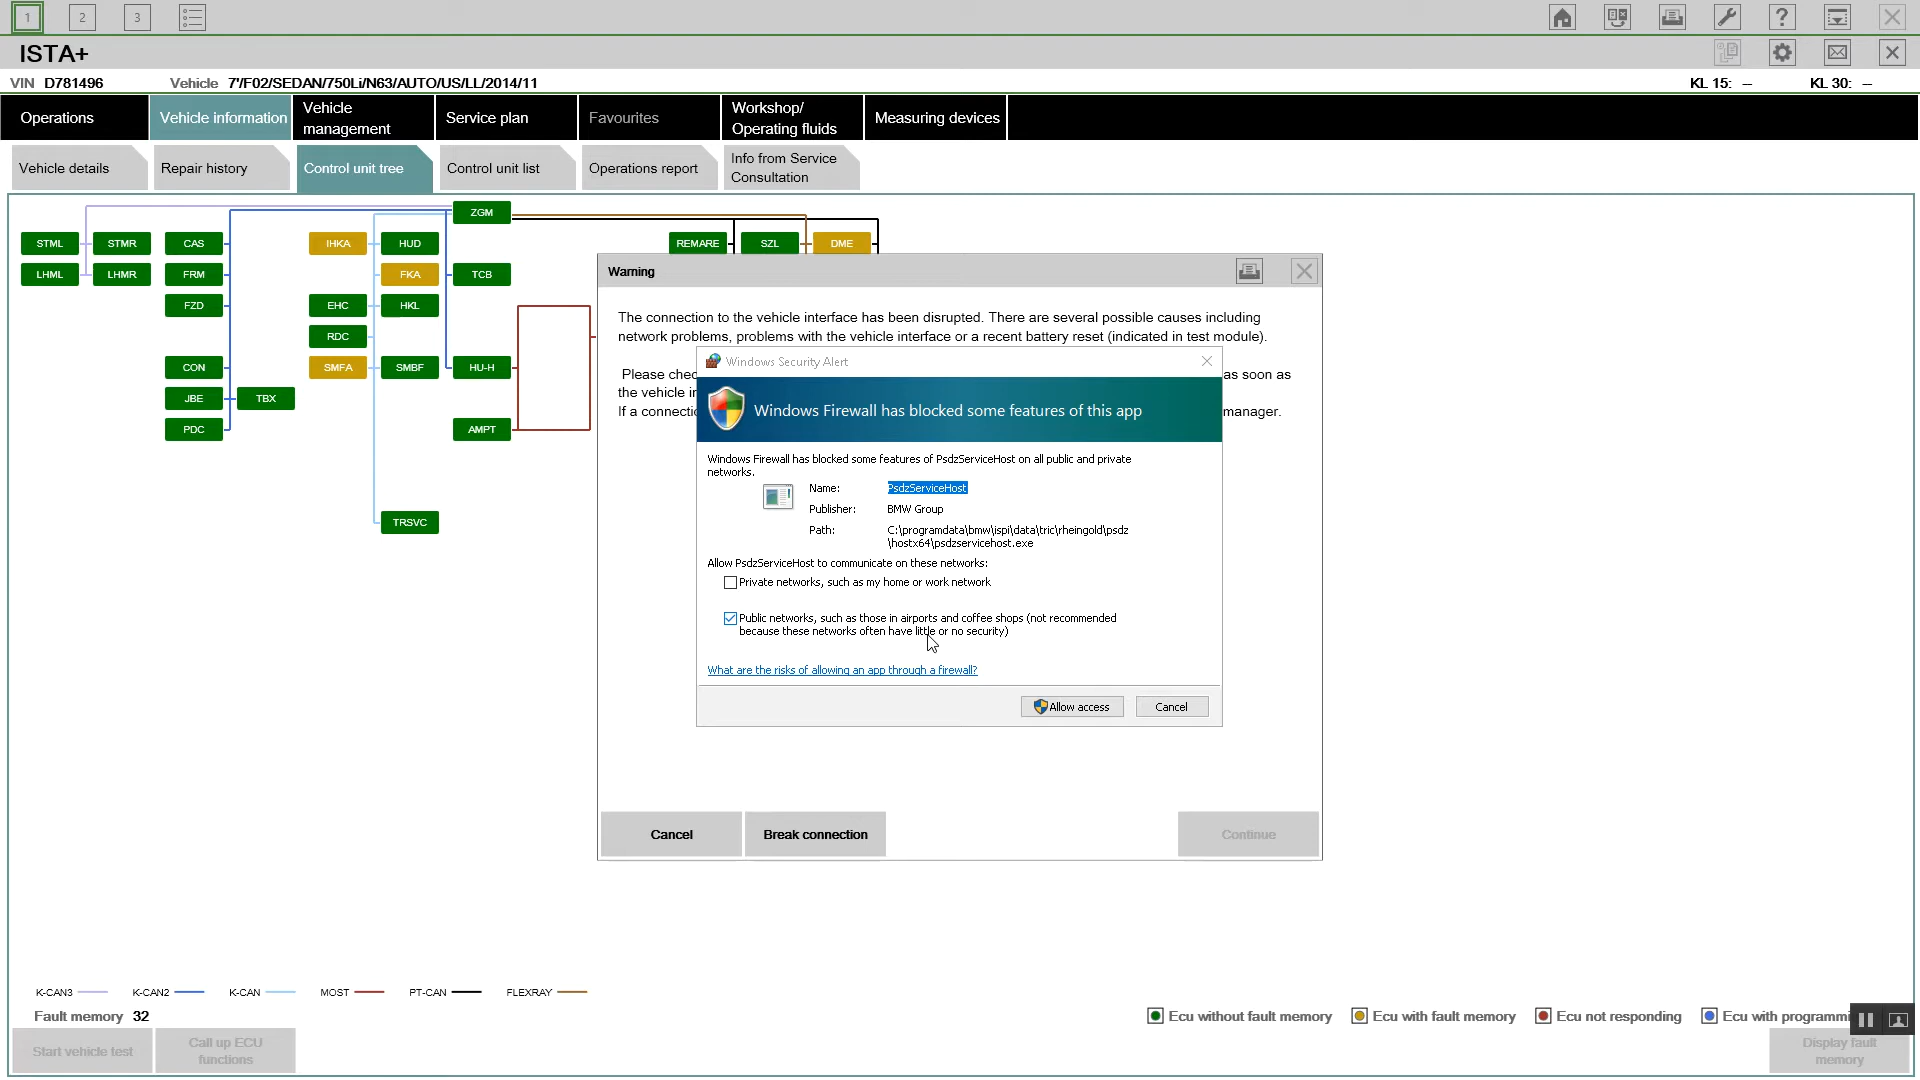 1
2
3
ISTA+
VIN D781496
Vehicle 7'/F02/SEDAN/750Li/N63/AUTO/US/LL/2014/11
KL 15: –
KL 30: –
Operations
Vehicle information
Vehicle
management
Service plan
Favourites
Workshop/
Operating fluids
Measuring devices
Vehicle details
Repair history
Control unit tree
Control unit list
Operations report
Info from Service
Consultation
ZGM
STML
STMR
CAS
IHKA
HUD
REMARE
SZL
DME
LHML
LHMR
FRM
FKA
TCB
FZD
EHC
HKL
RDC
CON
SMFA
SMBF
HU-H
JBE
TBX
PDC
AMPT
TRSVC
Warning
The connection to the vehicle interface has been disrupted. There are several possible causes including
network problems, problems with the vehicle interface or a recent battery reset (indicated in test module).
Please chec
as soon as
the vehicle in
If a connectio
manager.
Windows Security Alert
Windows Firewall has blocked some features of this app
Windows Firewall has blocked some features of PsdzServiceHost on all public and private
networks.
Name: PsdzServiceHost
Publisher: BMW Group
Path: C:\programdata\bmw\ispi\data\tric\rheingold\psdz
\hostx64\psdzservicehost.exe
Allow PsdzServiceHost to communicate on these networks:
Private networks, such as my home or work network
Public networks, such as those in airports and coffee shops (not recommended
because these networks often have little or no security)
What are the risks of allowing an app through a firewall?
Allow access
Cancel
Cancel
Break connection
Continue
K-CAN3
K-CAN2
K-CAN
MOST
PT-CAN
FLEXRAY
Fault memory 32
Ecu without fault memory
Ecu with fault memory
Ecu not responding
Ecu with programmi
Start vehicle test
Call up ECU
functions
Display fault
memory